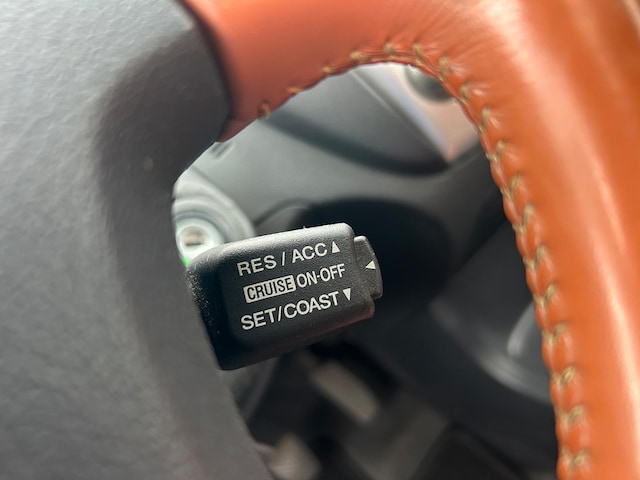 RES / ACC▲
CRUISE ON-OFF ◀
SET/COAST▼